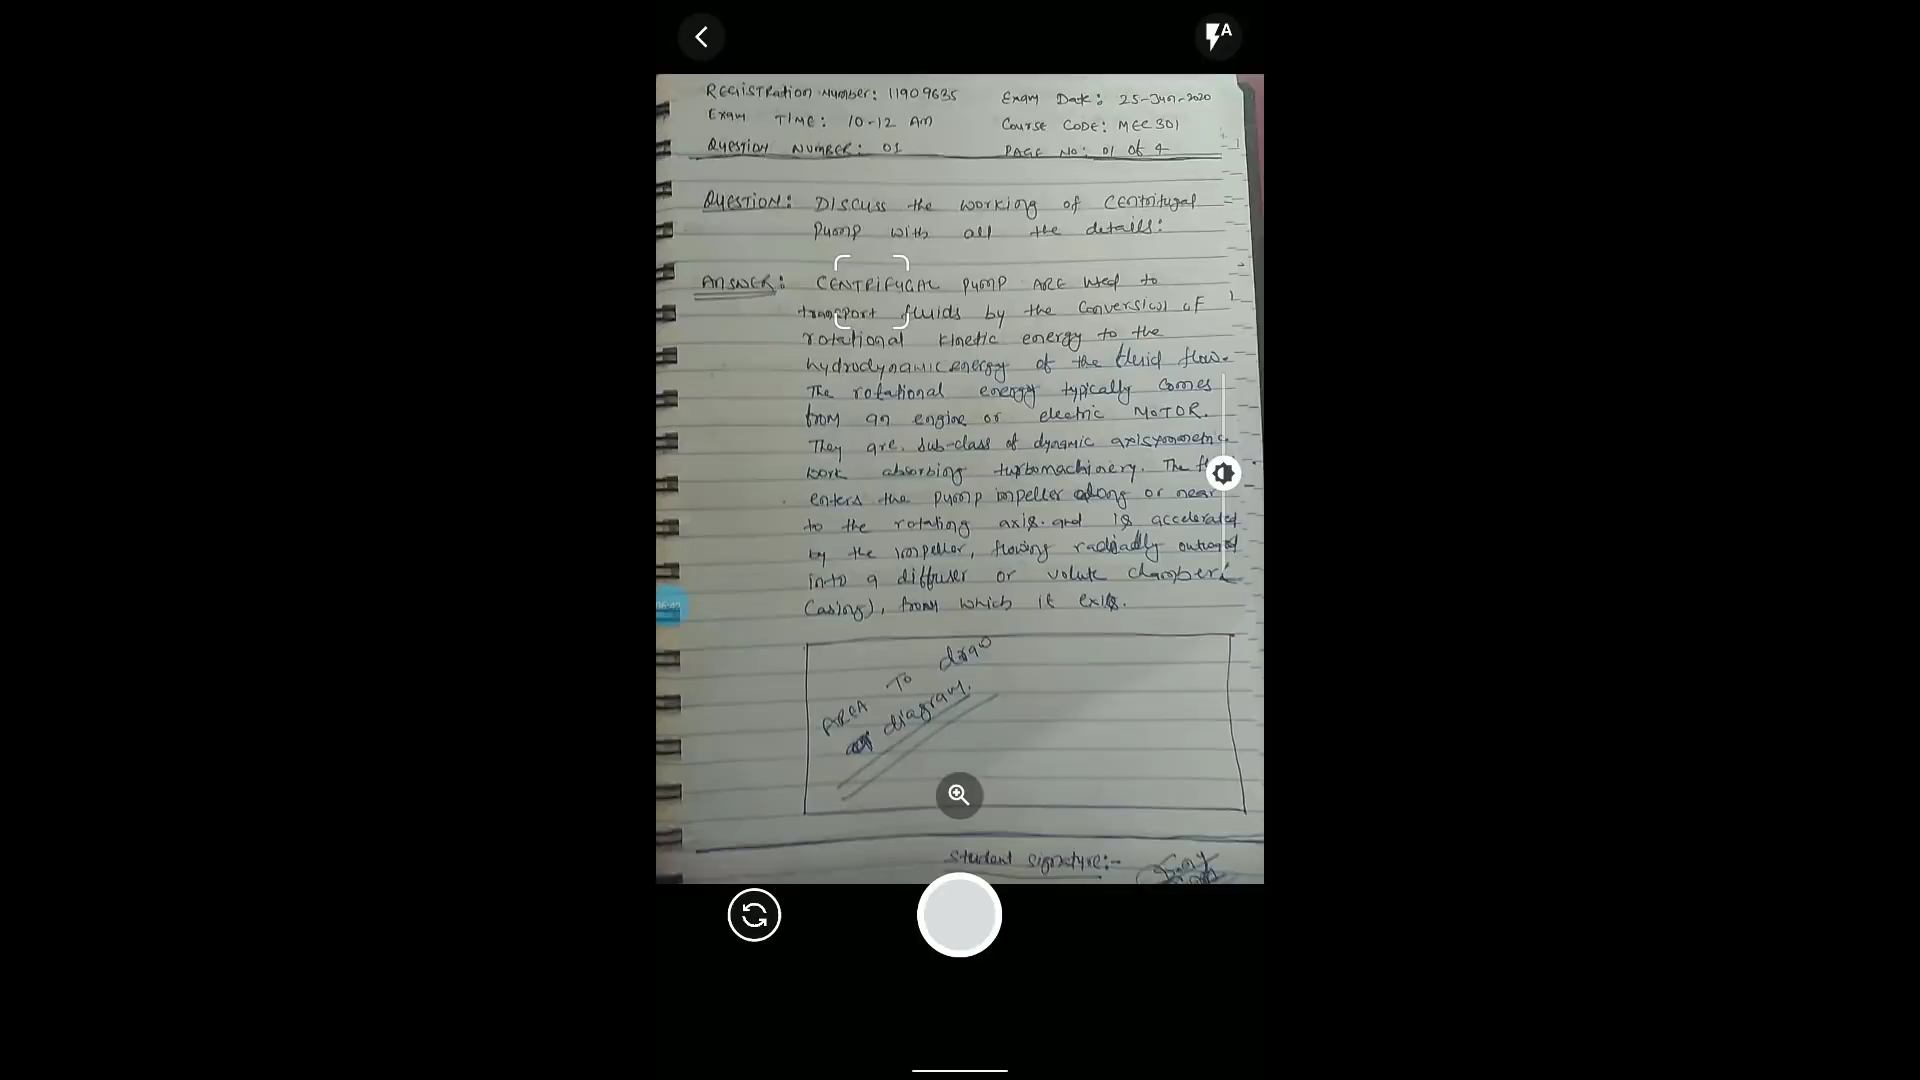 REGISTRATION Number: 11909635
Exam Date: 25-Jun-2020
Exam TIME: 10-12 AM
Course CODE: MEC301
QUESTION NUMBER: 01
PAGE NO: 01 of 4
QUESTION: DISCUSS the working of CENtrifugal
Pump with all the details:
ANSWER: CENTRIFUGAL PUMP ARE Used to
transport fluids by the conversion of
rotational kinetic energy to the
hydrodynamic energy of the fluid flow.
The rotational energy typically comes
from an engine or electric MOTOR.
They are sub-class of dynamic axisymmetric
work absorbing turbomachinery. The
enters the pump impeller along or near
to the rotating axis and is accelerated
by the impeller, flowing radially outward
into a diffuser or volute chamber
Casing), from which it exits.
AREA TO draw
diagram.
Student signature:-
A